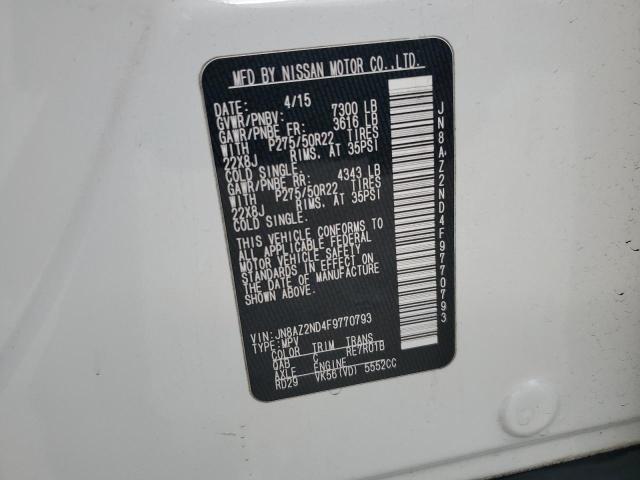 MFD BY NISSAN MOTOR CO.,LTD.
DATE: 4/15
GVWR/PNBV: 7300 LB
GAWR/PNBE FR: 3616 LB
WITH P275/50R22 TIRES
22X8J RIMS, AT 35PSI
COLD SINGLE.
GAWR/PNBE RR: 4343 LB
WITH P275/50R22 TIRES
22X8J RIMS, AT 35PSI
COLD SINGLE.
THIS VEHICLE CONFORMS TO
ALL APPLICABLE FEDERAL
MOTOR VEHICLE SAFETY
STANDARDS IN EFFECT ON
THE DATE OF MANUFACTURE
SHOWN ABOVE.
VIN: JN8AZ2ND4F9770793
TYPE: MPV
COLOR TRIM TRANS
QAB C RE7R01B
AXLE ENGINE
RD29 VK56(VD) 5552CC
JN8AZ2ND4F9770793